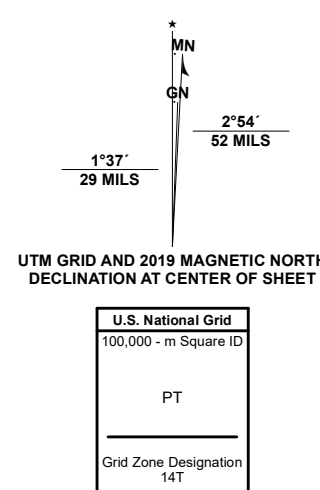 ★
MN
GN
2°54´
52 MILS
1°37´
29 MILS
UTM GRID AND 2019 MAGNETIC NORTH
DECLINATION AT CENTER OF SHEET
U.S. National Grid
100,000 - m Square ID
PT
Grid Zone Designation
14T